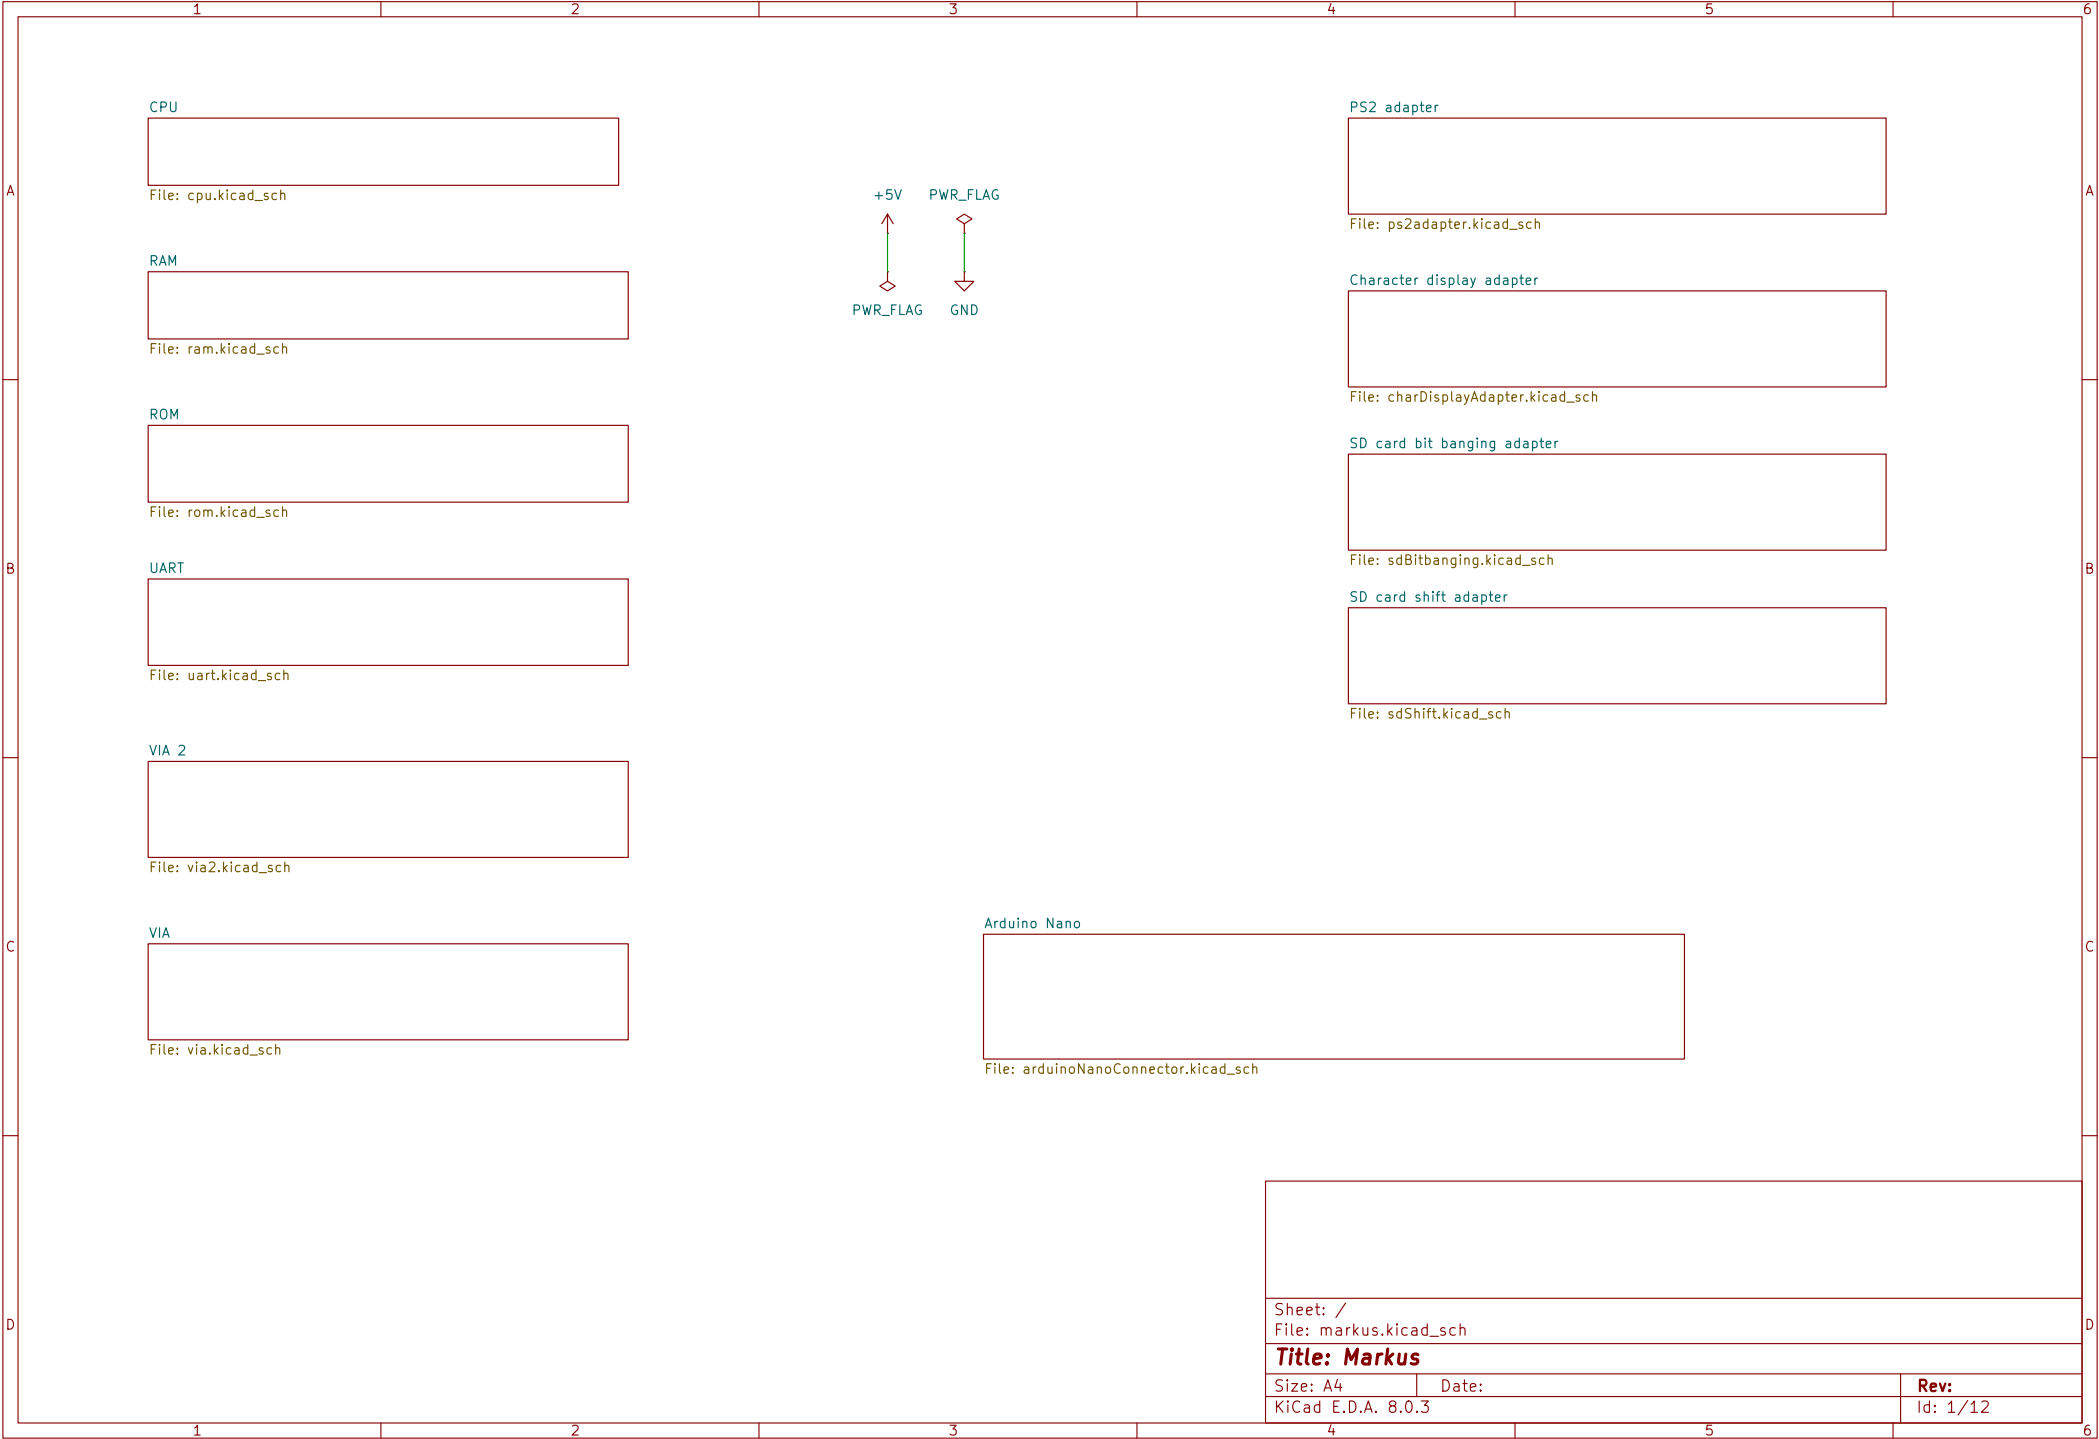 1 2 3 4 5 6
CPU
File: cpu.kicad_sch
RAM
File: ram.kicad_sch
ROM
File: rom.kicad_sch
UART
File: uart.kicad_sch
VIA 2
File: via2.kicad_sch
VIA
File: via.kicad_sch
+5V PWR_FLAG
PWR_FLAG GND
PS2 adapter
File: ps2adapter.kicad_sch
Character display adapter
File: charDisplayAdapter.kicad_sch
SD card bit banging adapter
File: sdBitbanging.kicad_sch
SD card shift adapter
File: sdShift.kicad_sch
Arduino Nano
File: arduinoNanoConnector.kicad_sch
A A
B B
C C
D D
Sheet: /
File: markus.kicad_sch
Title: Markus
Size: A4 Date: Rev:
KiCad E.D.A. 8.0.3 Id: 1/12
1 2 3 4 5 6